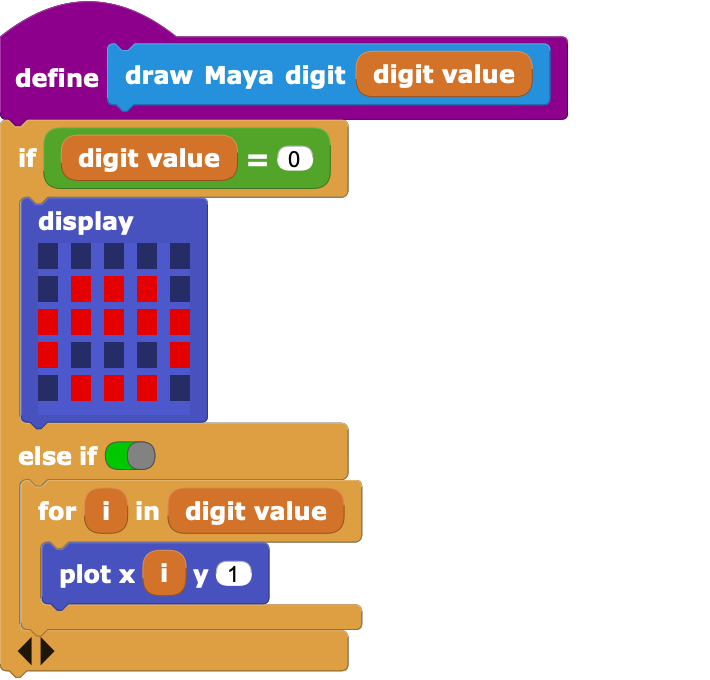 define draw Maya digit digit value
if digit value = 0
display
else if
for i in digit value
plot x i y 1